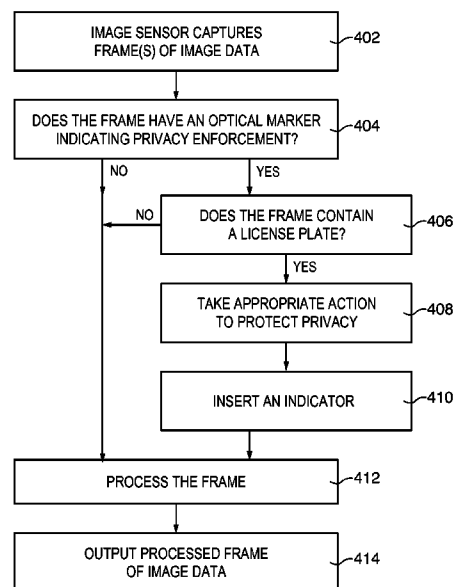 IMAGE SENSOR CAPTURES
FRAME(S) OF IMAGE DATA
402
DOES THE FRAME HAVE AN OPTICAL MARKER
INDICATING PRIVACY ENFORCEMENT?
404
NO
YES
NO
DOES THE FRAME CONTAIN
A LICENSE PLATE?
406
YES
TAKE APPROPRIATE ACTION
TO PROTECT PRIVACY
408
INSERT AN INDICATOR
410
PROCESS THE FRAME
412
OUTPUT PROCESSED FRAME
OF IMAGE DATA
414